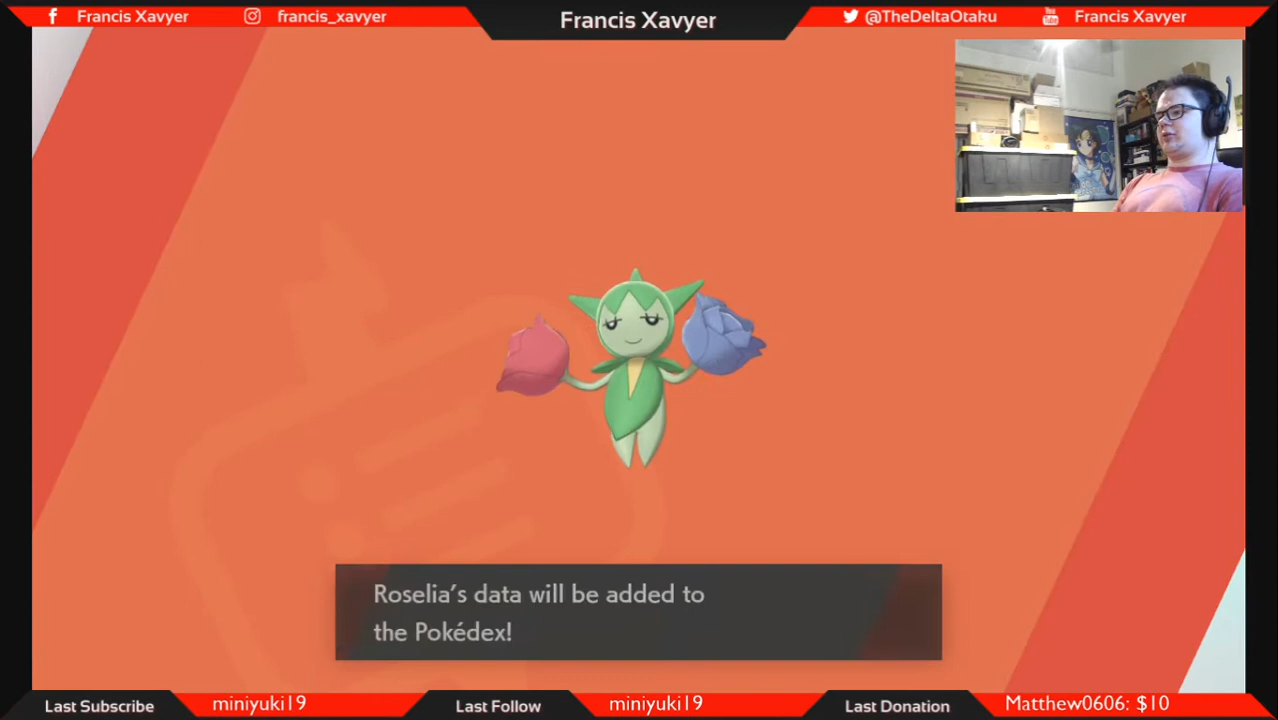 Francis Xavyer
francis_xavyer
Francis Xavyer
@TheDeltaOtaku
Francis Xavyer
Roselia's data will be added to
the Pokédex!
Last Subscribe
miniyuki19
Last Follow
miniyuki19
Last Donation
Matthew0606: $10